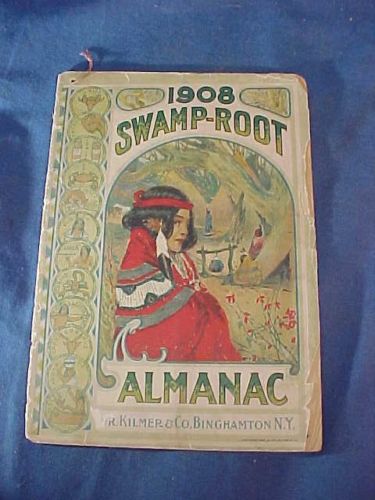 1908
SWAMP-ROOT
ALMANAC
R. KILMER & CO. BINGHAMTON N.Y.